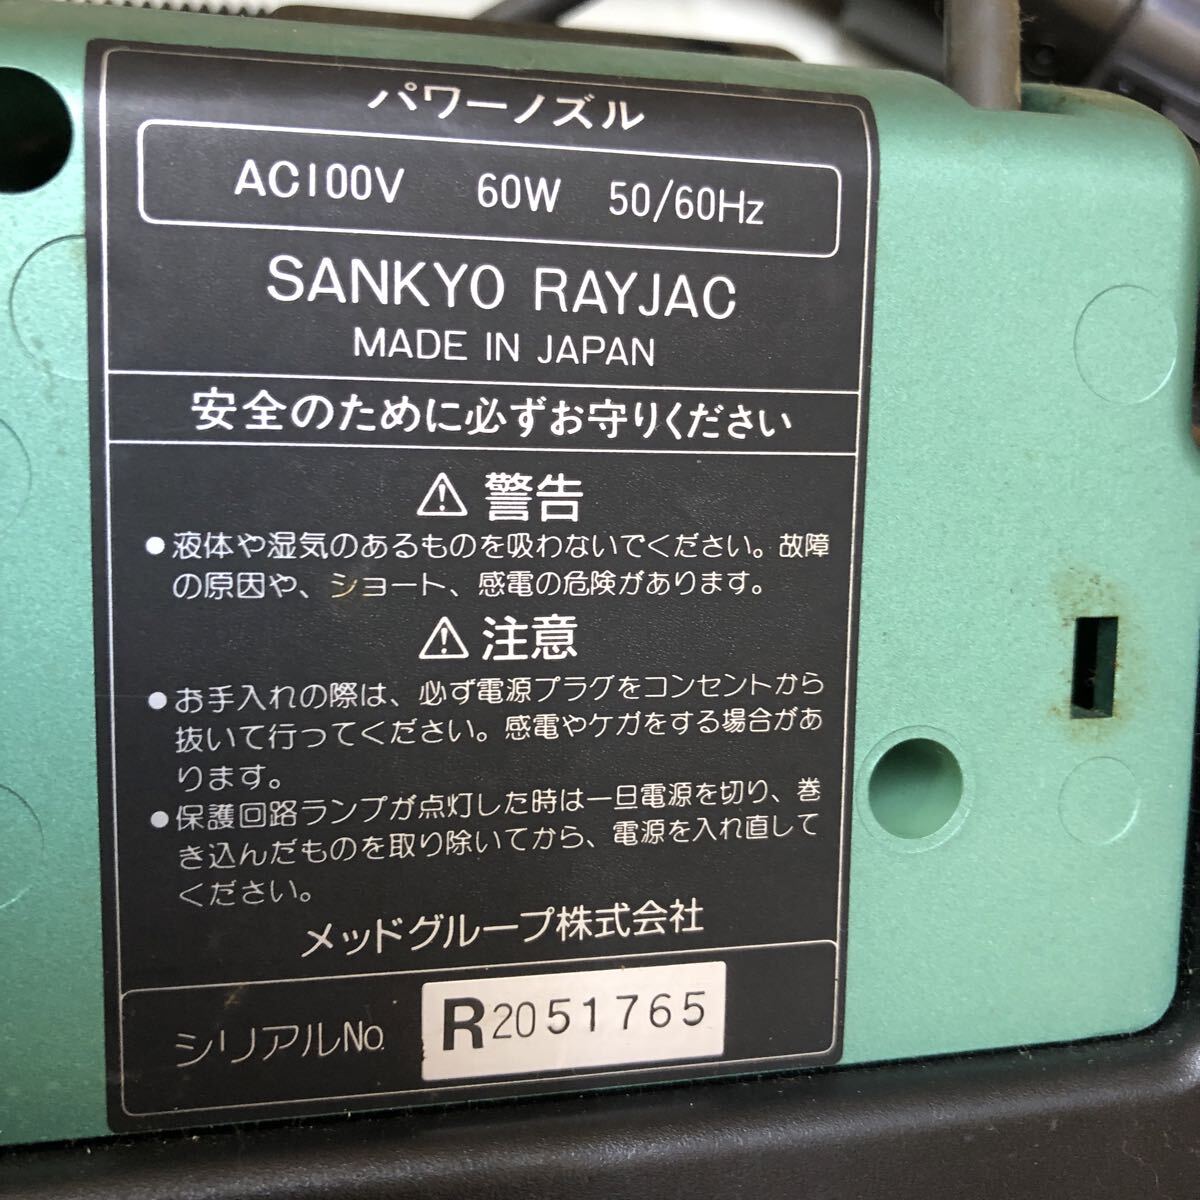 パワーノズル
AC100V 60W 50/60Hz
SANKYO RAYJAC
MADE IN JAPAN
安全のために必ずお守りください
⚠ 警告
●液体や湿気のあるものを吸わないでください。故障
の原因や、ショート、感電の危険があります。
⚠ 注意
●お手入れの際は、必ず電源プラグをコンセントから
抜いて行ってください。感電やケガをする場合があ
ります。
●保護回路ランプが点灯した時は一旦電源を切り、巻
き込んだものを取り除いてから、電源を入れ直して
ください。
メッドグループ株式会社
シリアルNo. R2051765